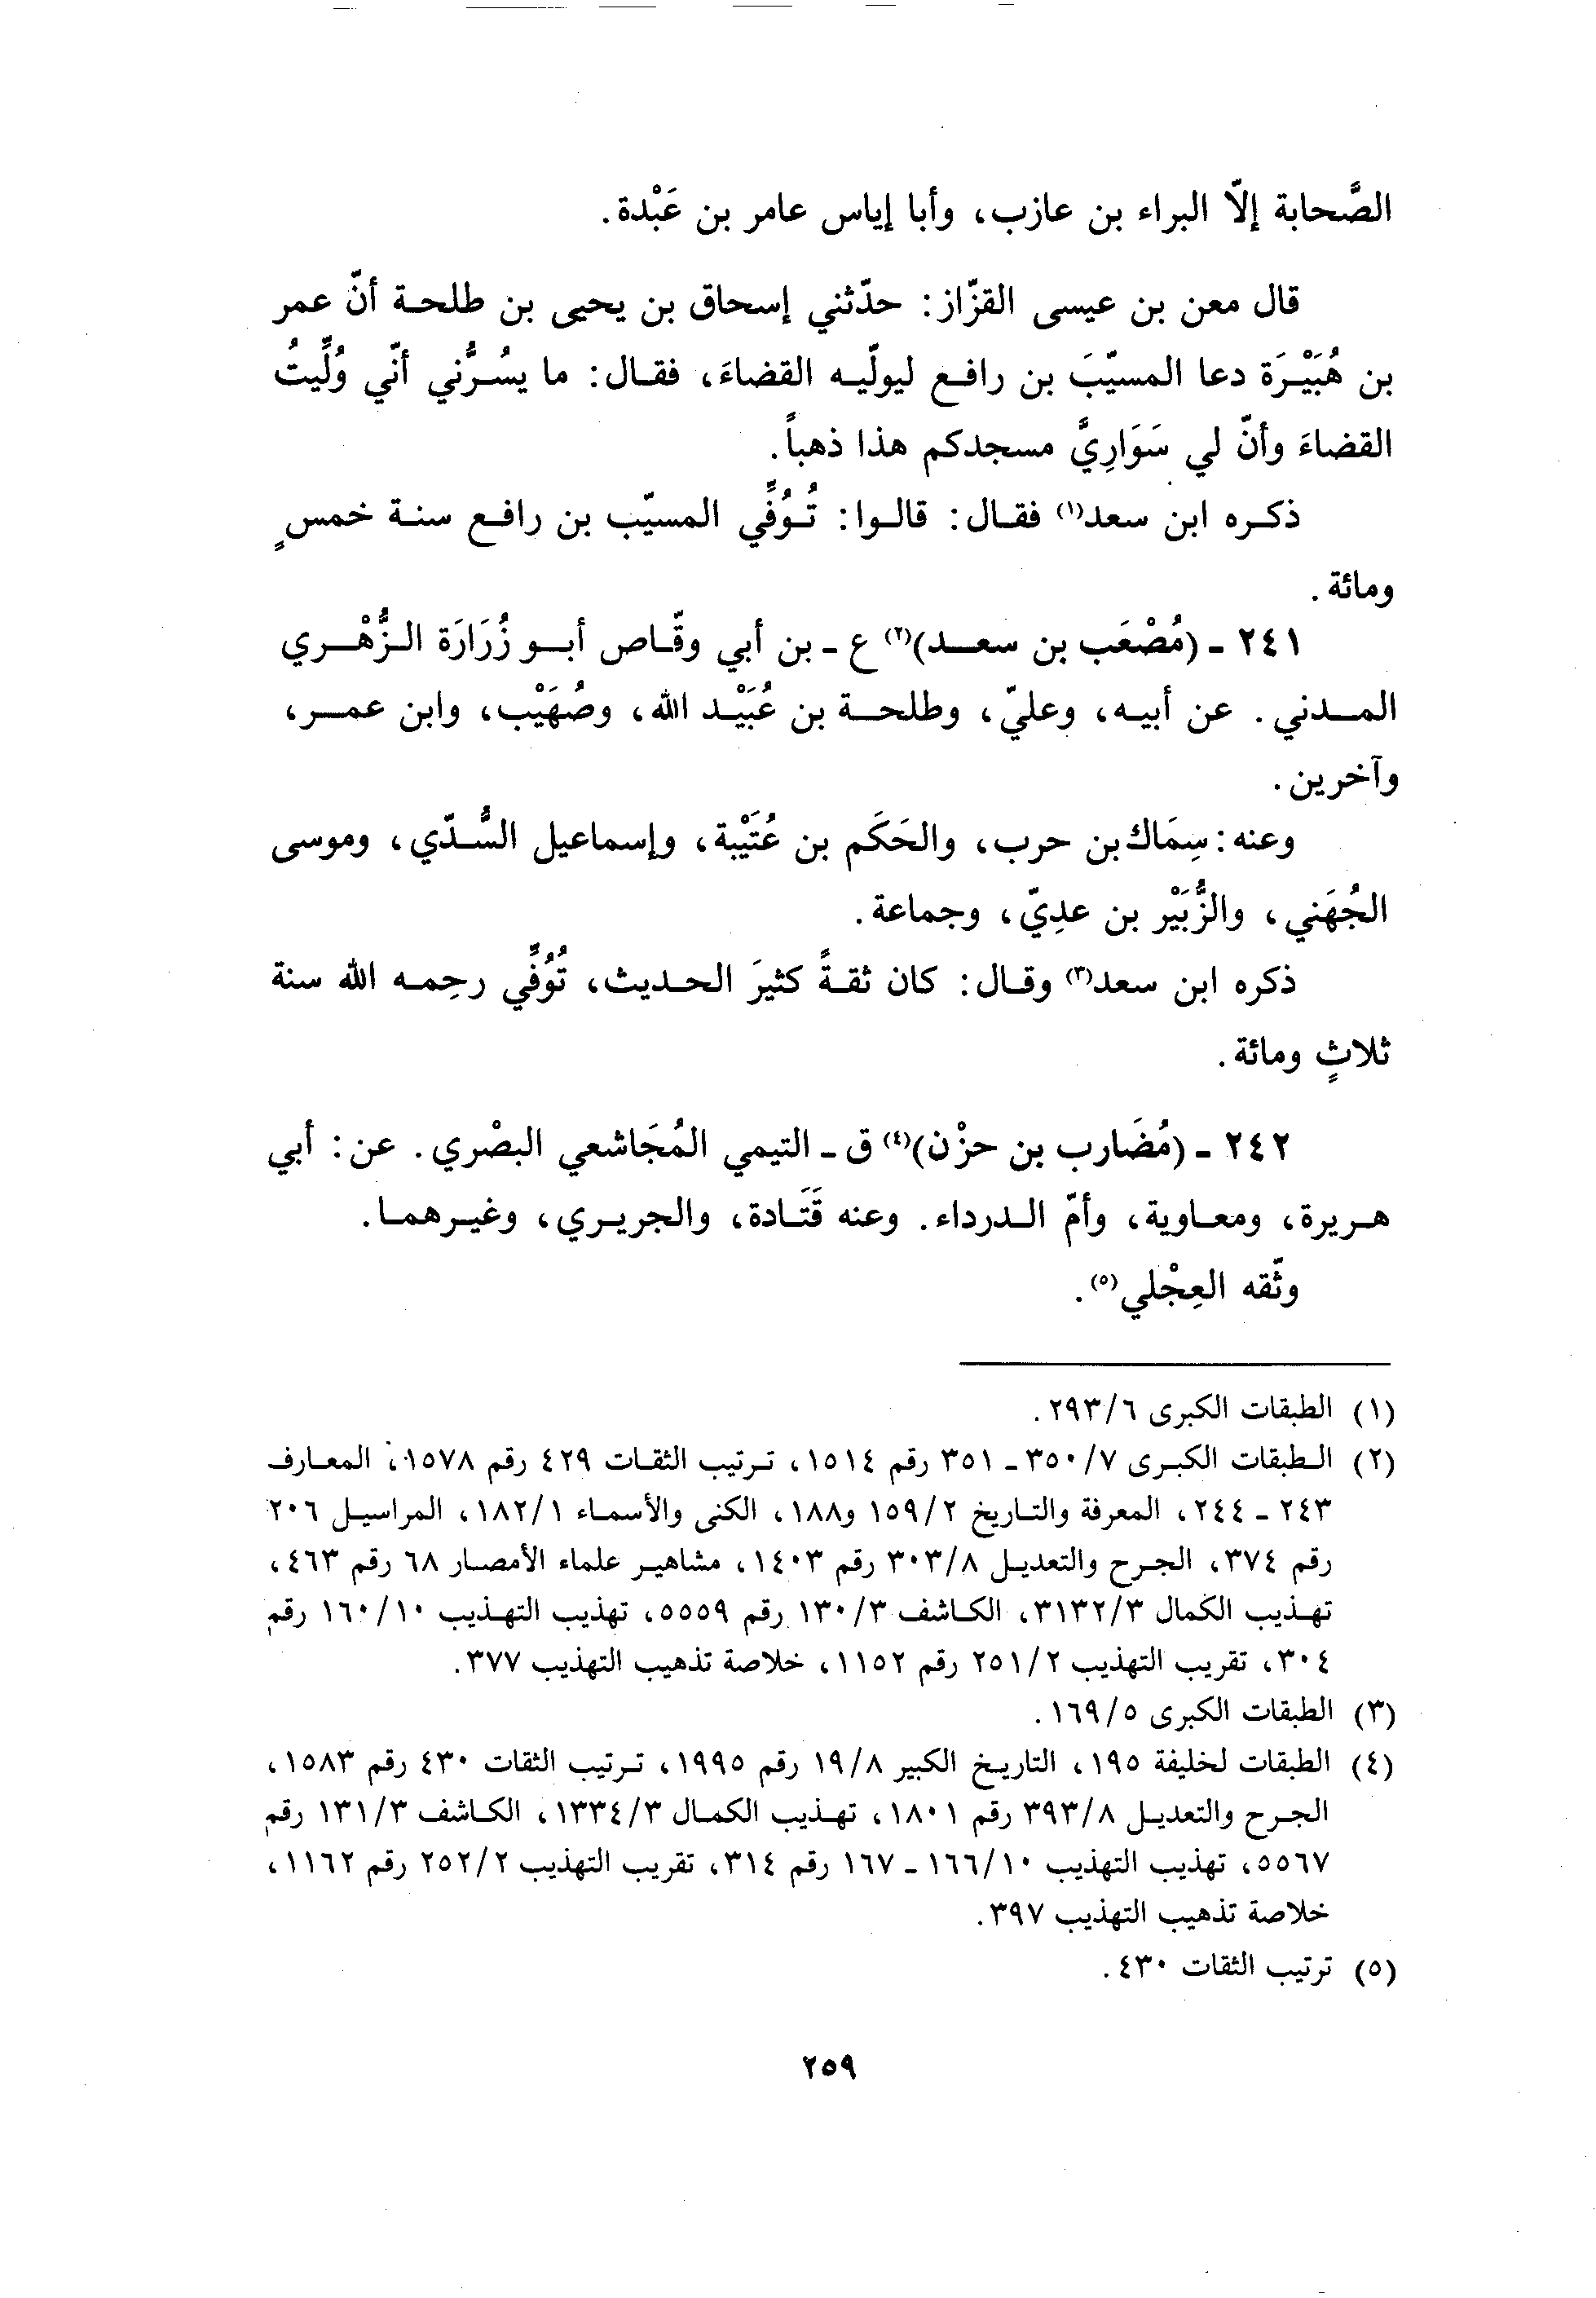 الصَّحابة إلاّ البراء بن عازب، وأبا إياس عامر بن عَبْدة.
قال معن بن عيسى القزّاز: حدّثني إسحاق بن يحيى بن طلحة أنّ عمر
بن هُبَيْرَة دعا المسيّبَ بن رافع ليولّيه القضاءَ، فقال: ما يسُرُّني أنّي وُلِّيتُ
القضاءَ وأنّ لي سَوَارِيَّ مسجدكم هذا ذهباً.
ذكره ابن سعد(١) فقال: قالوا: تُوُفِّي المسيّب بن رافع سنة خمسٍ
ومائة.
٢٤١ - (مُصْعَب بن سعد)(٢) ع - بن أبي وقّاص أبو زُرَارَة الزُّهْري
المدني. عن أبيه، وعليّ، وطلحة بن عُبَيْد الله، وصُهَيْب، وابن عمر،
وآخرين.
وعنه: سِمَاك بن حرب، والحَكَم بن عُتَيْبة، وإسماعيل السُّدّي، وموسى
الجُهَني، والزُّبَيْر بن عدِيّ، وجماعة.
ذكره ابن سعد(٣) وقال: كان ثقةً كثيرَ الحديث، تُوُفِّي رحِمه الله سنة
ثلاثٍ ومائة.
٢٤٢ - (مُضَارب بن حزْن)(٤) ق - التيمي المُجَاشعي البصْري. عن: أبي
هريرة، ومعاوية، وأمّ الدرداء. وعنه قَتَادة، والجريري، وغيرهما.
وثّقه العِجْلي(٥).
(١) الطبقات الكبرى ٢٩٣/٦.
(٢) الطبقات الكبرى ٣٥٠/٧ - ٣٥١ رقم ١٥١٤، ترتيب الثقات ٤٢٩ رقم ١٥٧٨، المعارف
٢٤٣ - ٢٤٤، المعرفة والتاريخ ١٥٩/٢ و١٨٨، الكنى والأسماء ١٨٢/١، المراسيل ٢٠٦
رقم ٣٧٤، الجرح والتعديل ٣٠٣/٨ رقم ١٤٠٣، مشاهير علماء الأمصار ٦٨ رقم ٤٦٣،
تهذيب الكمال ٣١٣٢/٣، الكاشف ١٣٠/٣ رقم ٥٥٥٩، تهذيب التهذيب ١٦٠/١٠ رقم
٣٠٤، تقريب التهذيب ٢٥١/٢ رقم ١١٥٢، خلاصة تذهيب التهذيب ٣٧٧.
(٣) الطبقات الكبرى ١٦٩/٥.
(٤) الطبقات لخليفة ١٩٥، التاريخ الكبير ١٩/٨ رقم ١٩٩٥، ترتيب الثقات ٤٣٠ رقم ١٥٨٣،
الجرح والتعديل ٣٩٣/٨ رقم ١٨٠١، تهذيب الكمال ١٣٣٤/٣، الكاشف ١٣١/٣ رقم
٥٥٦٧، تهذيب التهذيب ١٦٦/١٠ - ١٦٧ رقم ٣١٤، تقريب التهذيب ٢٥٢/٢ رقم ١١٦٢،
خلاصة تذهيب التهذيب ٣٩٧.
(٥) ترتيب الثقات ٤٣٠.
٢٥٩